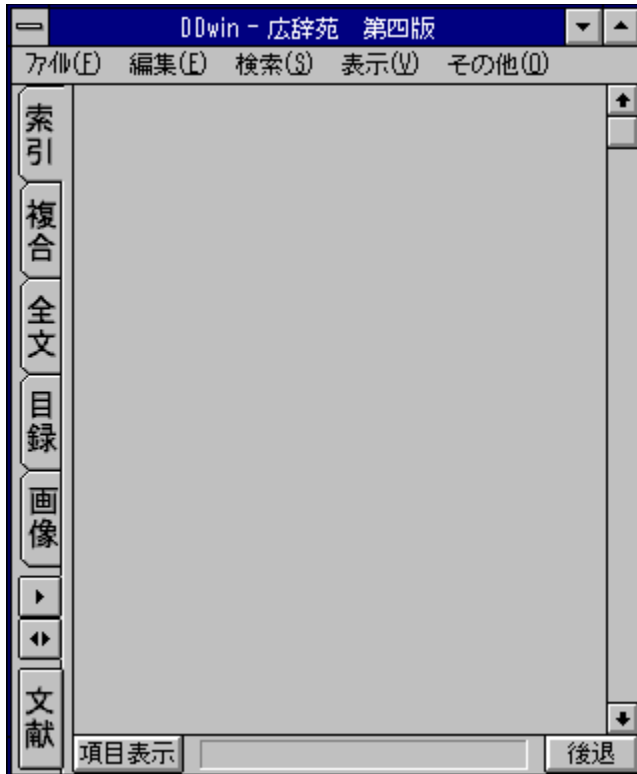 DDwin - 広辞苑　第四版
ﾌｧｲﾙ(F) 編集(E) 検索(S) 表示(V) その他(O)
索引
複合
全文
目録
画像
文献
項目表示 後退